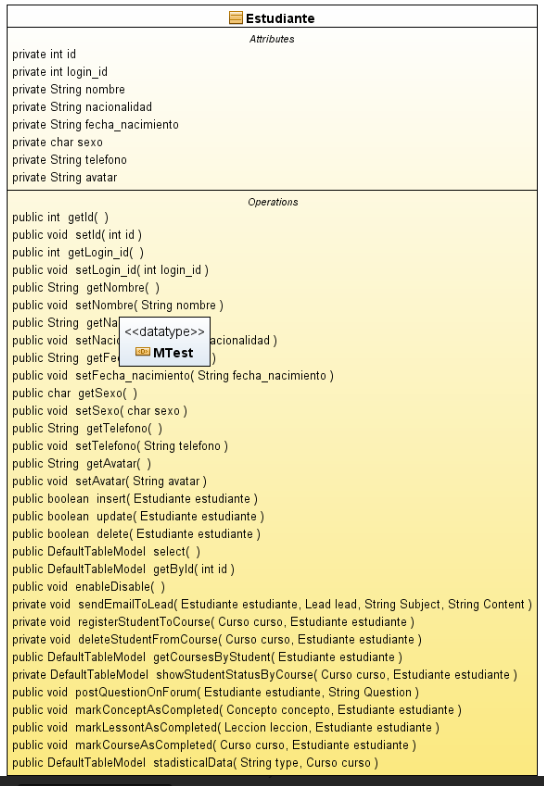 Estudiante
Attributes
private int id
private int login_id
private String nombre
private String nacionalidad
private String fecha_nacimiento
private char sexo
private String telefono
private String avatar
Operations
public int getId( )
public void setId( int id )
public int getLogin_id( )
public void setLogin_id( int login_id )
public String getNombre( )
public void setNombre( String nombre )
public String getNa
<<datatype>>
public void setNaci acionalidad )
MTest
public String getFe )
public void setFecha_nacimiento( String fecha_nacimiento )
public char getSexo( )
public void setSexo( char sexo )
public String getTelefono( )
public void setTelefono( String telefono )
public String getAvatar( )
public void setAvatar( String avatar )
public boolean insert( Estudiante estudiante )
public boolean update( Estudiante estudiante )
public boolean delete( Estudiante estudiante )
public DefaultTableModel select( )
public DefaultTableModel getById( int id )
public void enableDisable( )
private void sendEmailToLead( Estudiante estudiante, Lead lead, String Subject, String Content )
private void registerStudentToCourse( Curso curso, Estudiante estudiante )
private void deleteStudentFromCourse( Curso curso, Estudiante estudiante )
public DefaultTableModel getCoursesByStudent( Estudiante estudiante )
private DefaultTableModel showStudentStatusByCourse( Curso curso, Estudiante estudiante )
public void postQuestionOnForum( Estudiante estudiante, String Question )
public void markConceptAsCompleted( Concepto concepto, Estudiante estudiante )
public void markLessontAsCompleted( Leccion leccion, Estudiante estudiante )
public void markCourseAsCompleted( Curso curso, Estudiante estudiante )
public DefaultTableModel stadisticalData( String type, Curso curso )